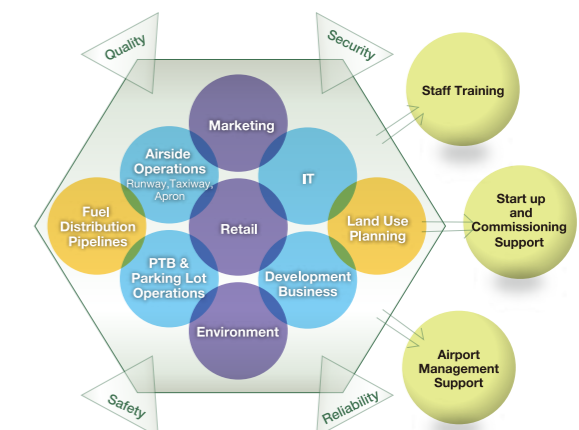 Quality
Security
Staff Training
Marketing
Airside
Operations
Runway,Taxiway,
Apron
IT
Fuel
Distribution
Pipelines
Retail
Land Use
Planning
Start up
and
Commissioning
Support
PTB &
Parking Lot
Operations
Development
Business
Environment
Airport
Management
Support
Safety
Reliability